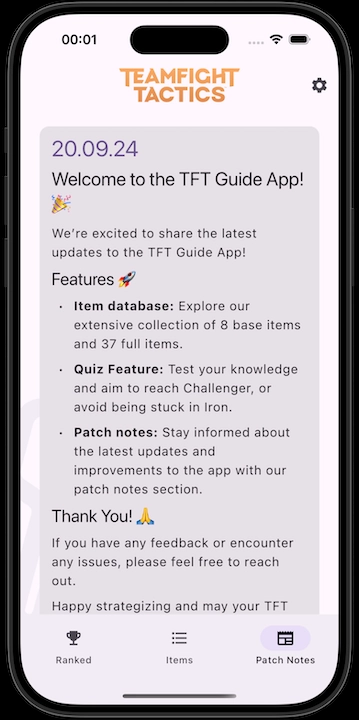 00:01
TEAMFIGHT
TACTICS
20.09.24
Welcome to the TFT Guide App!
🎉
We're excited to share the latest
updates to the TFT Guide App!
Features 🚀
• Item database: Explore our
extensive collection of 8 base items
and 37 full items.
• Quiz Feature: Test your knowledge
and aim to reach Challenger, or
avoid being stuck in Iron.
• Patch notes: Stay informed about
the latest updates and
improvements to the app with our
patch notes section.
Thank You! 🙏
If you have any feedback or encounter
any issues, please feel free to reach
out.
Happy strategizing and may your TFT
Ranked
Items
Patch Notes